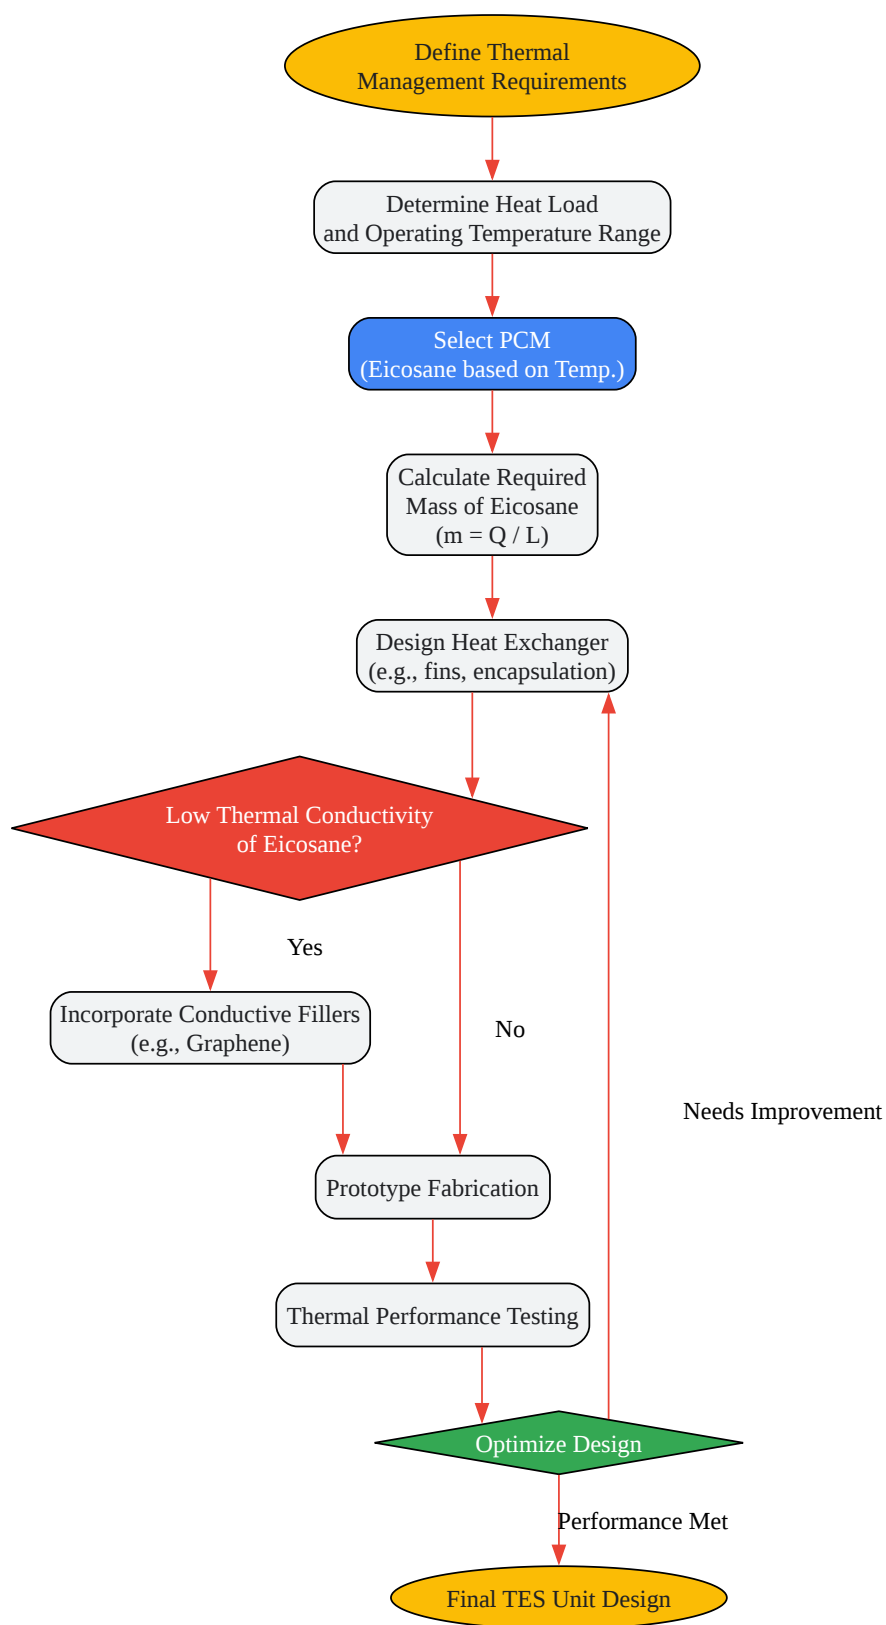 Define Thermal
Management Requirements
Determine Heat Load
and Operating Temperature Range
Select PCM
(Eicosane based on Temp.)
Calculate Required
Mass of Eicosane
(m = Q / L)
Design Heat Exchanger
(e.g., fins, encapsulation)
Low Thermal Conductivity
of Eicosane?
Yes
Incorporate Conductive Fillers
(e.g., Graphene)
No
Needs Improvement
Prototype Fabrication
Thermal Performance Testing
Optimize Design
Performance Met
Final TES Unit Design